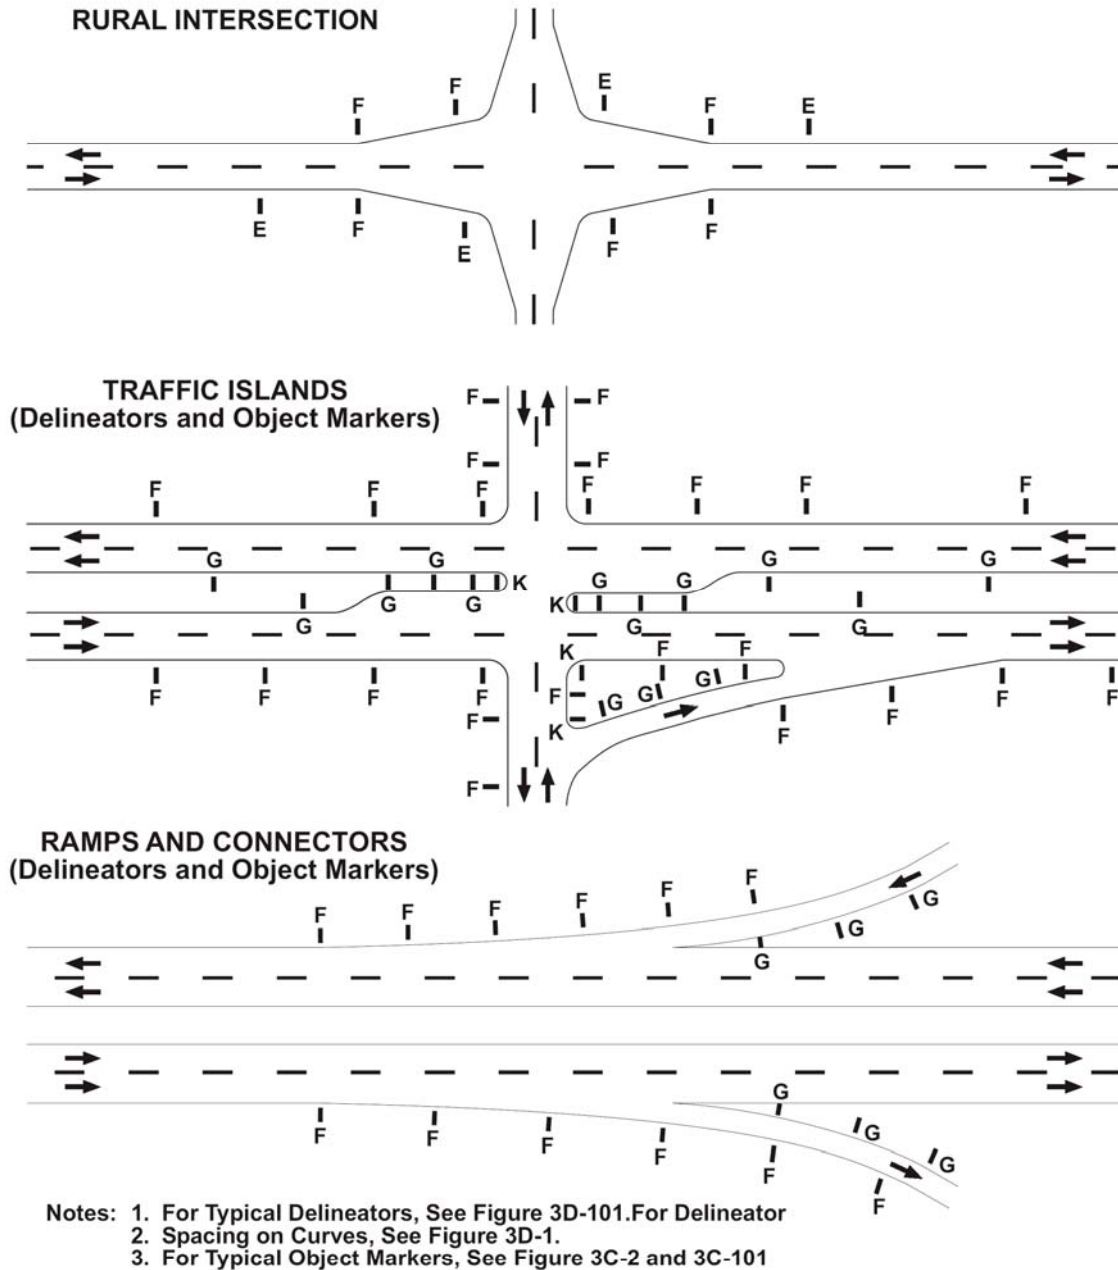 RURAL INTERSECTION
E
F
F
F
E
E
F
E
F
F
TRAFFIC ISLANDS
(Delineators and Object Markers)
F
F
F
F
F
F
F
F
F
F
F
G
G
G
G
K
G
G
G
G
K
G
G
G
K
F
F
G
F
G
G
K
F
F
F
F
F
F
F
F
F
F
F
RAMPS AND CONNECTORS
(Delineators and Object Markers)
F
F
F
F
F
F
G
G
G
G
G
G
F
F
F
F
F
F
Notes: 1. For Typical Delineators, See Figure 3D-101.For Delineator
2. Spacing on Curves, See Figure 3D-1.
3. For Typical Object Markers, See Figure 3C-2 and 3C-101